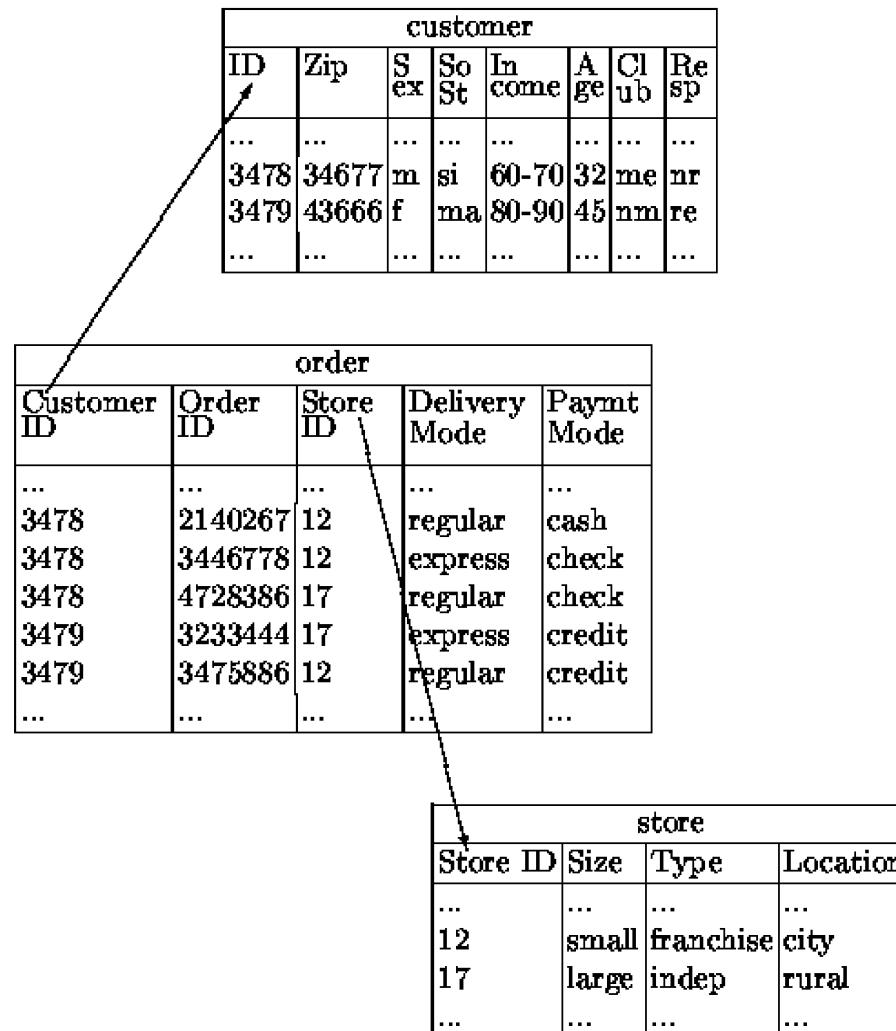 customer
ID Zip S ex So St In come A ge Cl ub Re sp
... ... ... ... ... ... ... ...
3478 34677 m si 60-70 32 me nr
3479 43666 f ma 80-90 45 nm re
... ... ... ... ... ... ... ...
order
Customer ID Order ID Store ID Delivery Mode Paymt Mode
... ... ... ... ...
3478 2140267 12 regular cash
3478 3446778 12 express check
3478 4728386 17 regular check
3479 3233444 17 express credit
3479 3475886 12 regular credit
... ... ... ... ...
store
Store ID Size Type Location
... ... ... ...
12 small franchise city
17 large indep rural
... ... ... ...